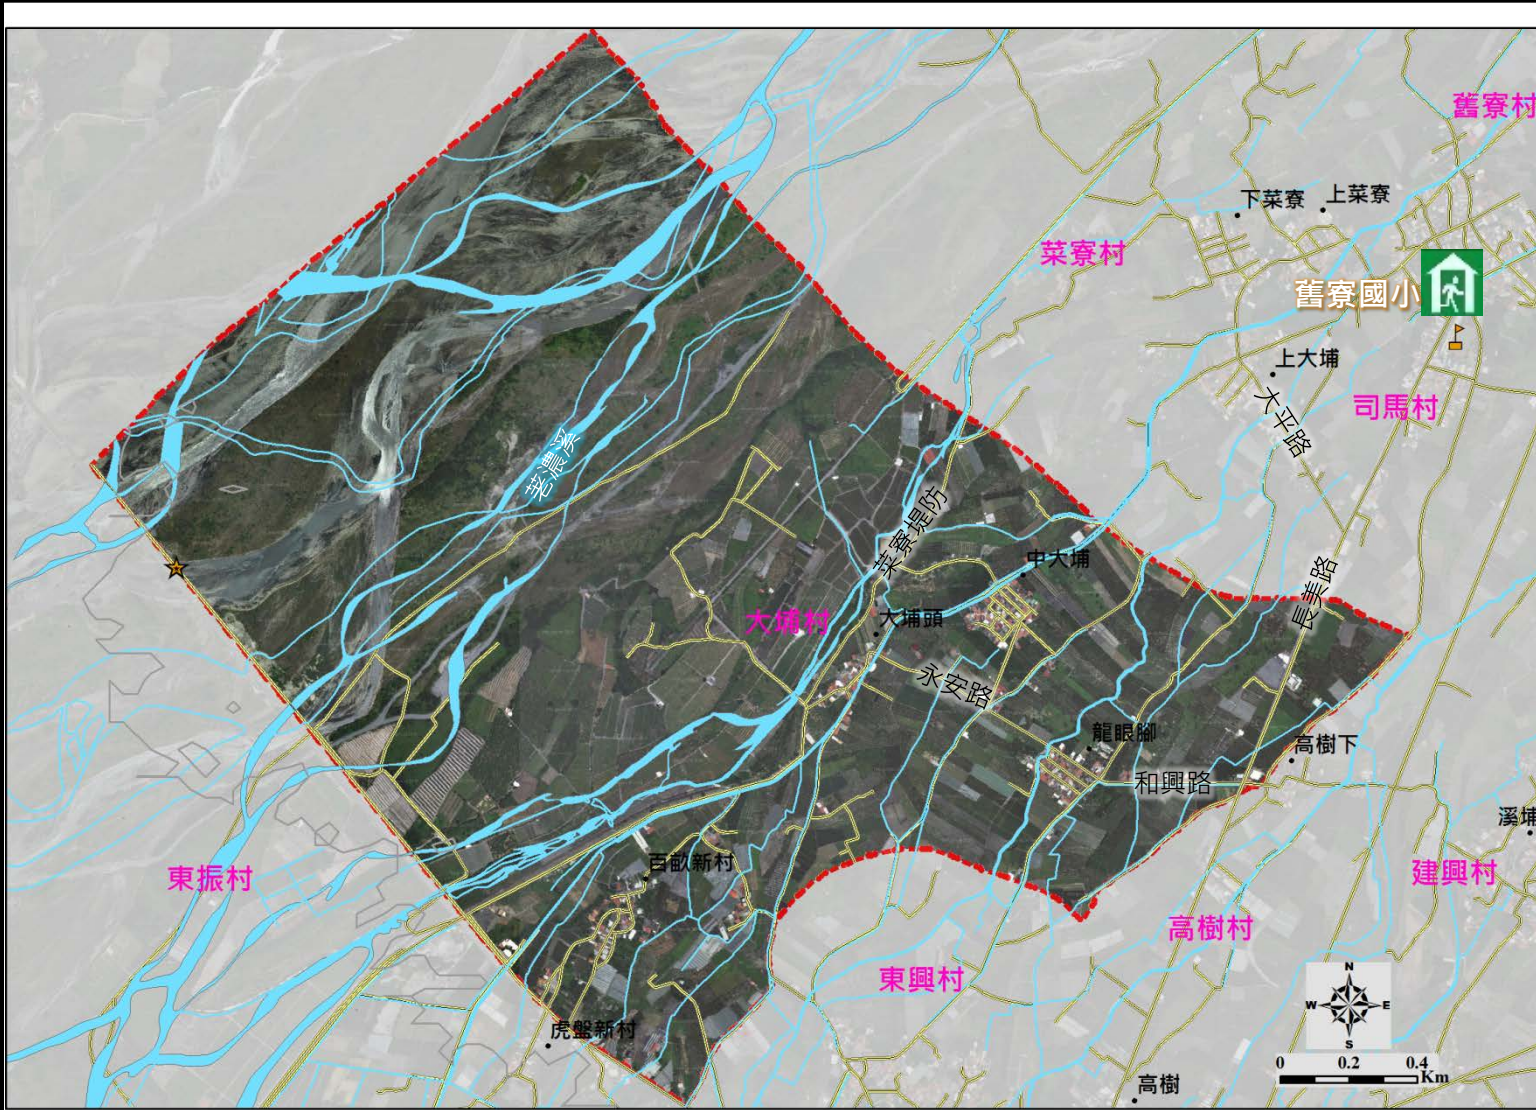 舊寮村
下菜寮
上菜寮
菜寮村
舊寮國小
上大埔
大平路
司馬村
荖濃溪
菜寮堤防
中大埔
長美路
大埔村
大埔頭
永安路
龍眼腳
高樹下
和興路
溪埔
百畝新村
東振村
建興村
高樹村
東興村
虎盤新村
高樹
N
W
E
S
0 0.2 0.4
Km